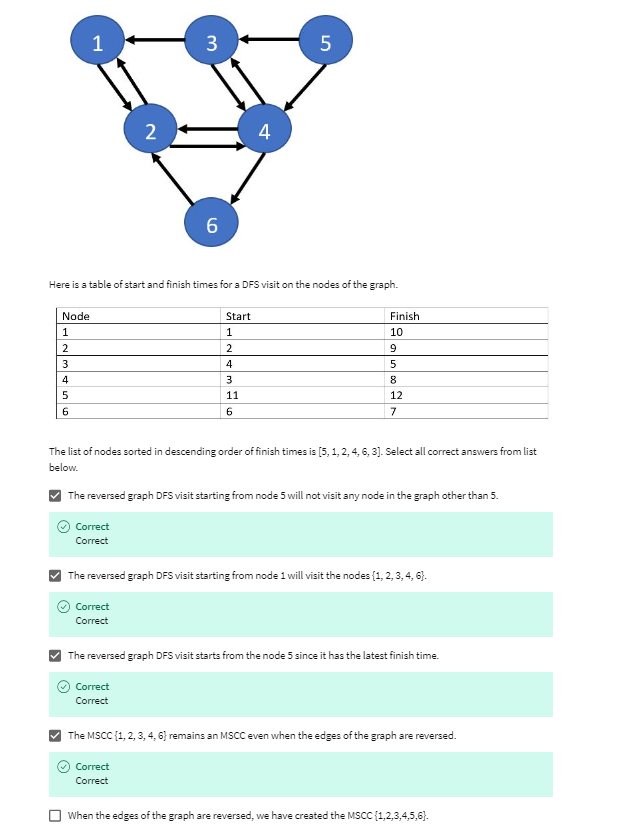 1 3 5
2 4
6
Here is a table of start and finish times for a DFS visit on the nodes of the graph.
Node Start Finish
1 1 10
2 2 9
3 4 5
4 3 8
5 11 12
6 6 7
The list of nodes sorted in descending order of finish times is [5, 1, 2, 4, 6, 3]. Select all correct answers from list
below.
The reversed graph DFS visit starting from node 5 will not visit any node in the graph other than 5.
Correct
Correct
The reversed graph DFS visit starting from node 1 will visit the nodes {1, 2, 3, 4, 6}.
Correct
Correct
The reversed graph DFS visit starts from the node 5 since it has the latest finish time.
Correct
Correct
The MSCC {1, 2, 3, 4, 6} remains an MSCC even when the edges of the graph are reversed.
Correct
Correct
When the edges of the graph are reversed, we have created the MSCC {1,2,3,4,5,6}.